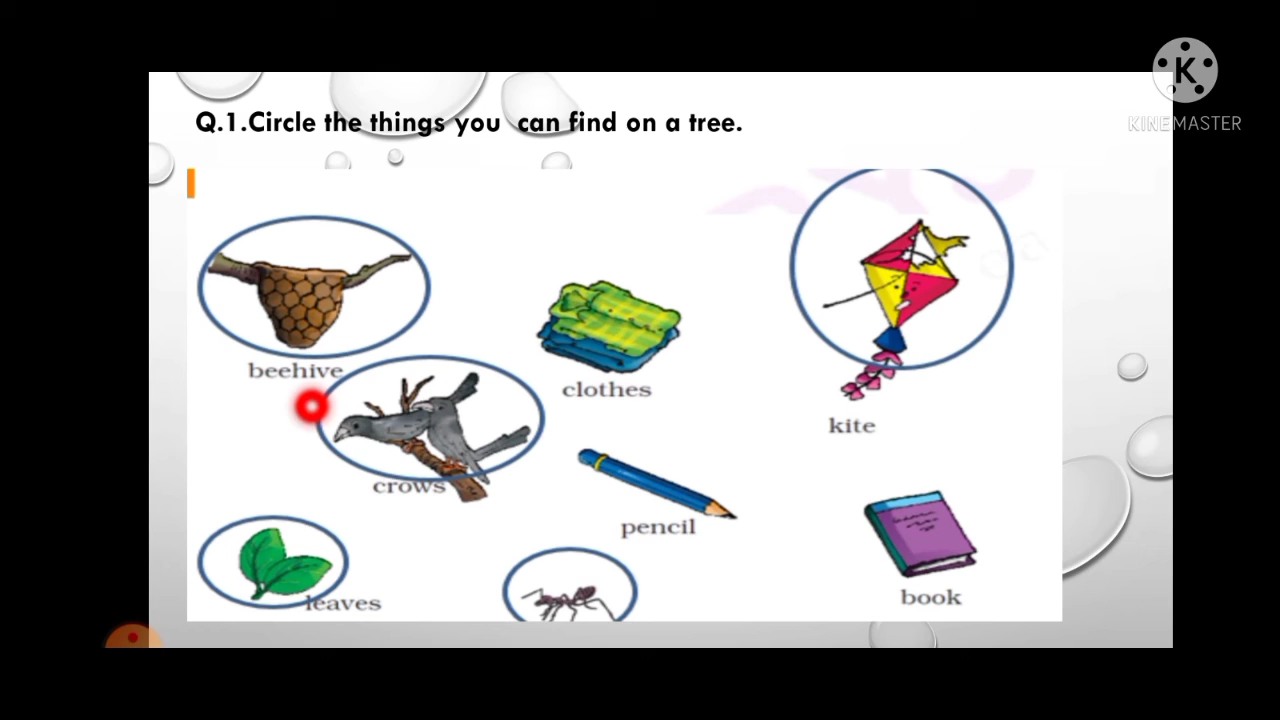 K
KINEMASTER
Q.1.Circle the things you can find on a tree.
beehive
clothes
kite
crows
pencil
leaves
book